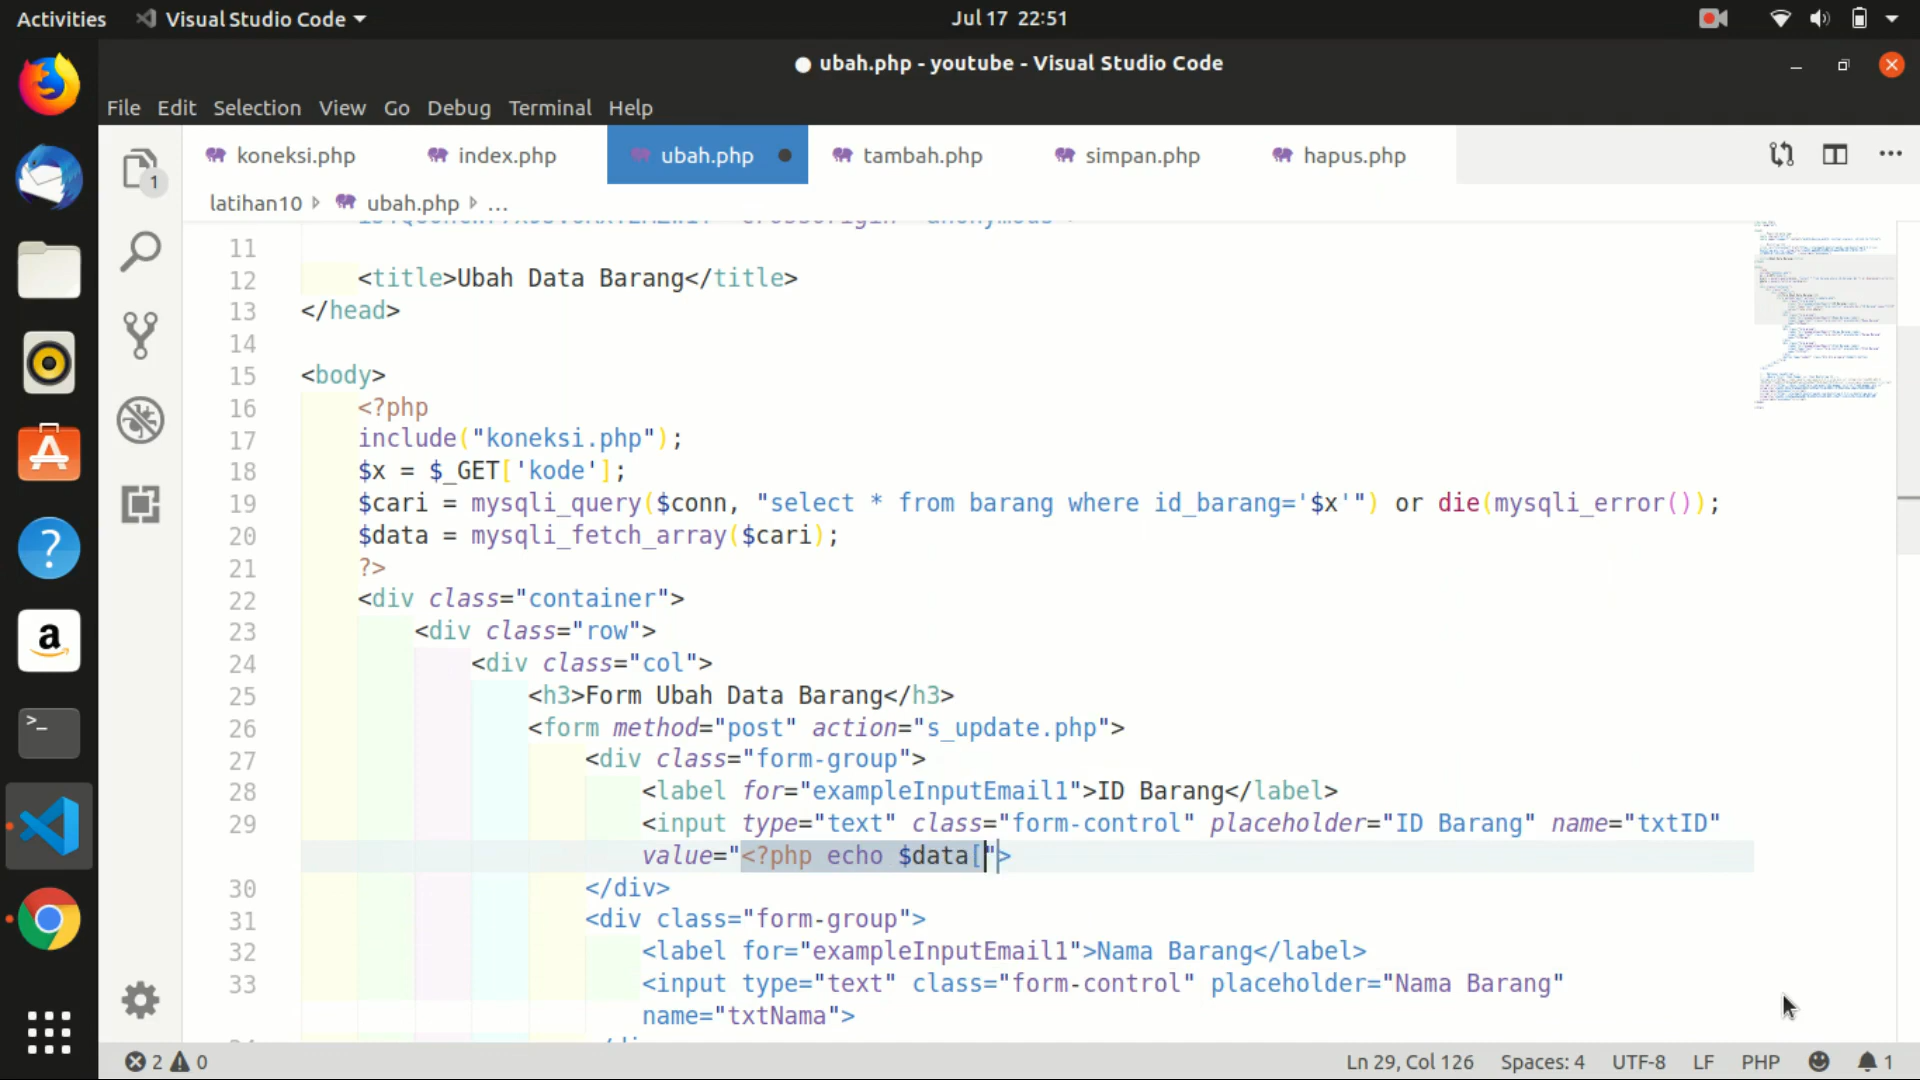 Activities
Visual Studio Code
Jul 17 22:51
ubah.php - youtube - Visual Studio Code
File Edit Selection View Go Debug Terminal Help
koneksi.php
index.php
ubah.php
tambah.php
simpan.php
hapus.php
1
latihan10
ubah.php
...
11
12 <title>Ubah Data Barang</title>
13 </head>
14
15 <body>
16 <?php
17 include("koneksi.php");
18 $x = $_GET['kode'];
19 $cari = mysqli_query($conn, "select * from barang where id_barang='$x'") or die(mysqli_error());
20 $data = mysqli_fetch_array($cari);
21 ?>
22 <div class="container">
23 <div class="row">
24 <div class="col">
25 <h3>Form Ubah Data Barang</h3>
26 <form method="post" action="s_update.php">
27 <div class="form-group">
28 <label for="exampleInputEmail1">ID Barang</label>
29 <input type="text" class="form-control" placeholder="ID Barang" name="txtID"
value="<?php echo $data[">
30 </div>
31 <div class="form-group">
32 <label for="exampleInputEmail1">Nama Barang</label>
33 <input type="text" class="form-control" placeholder="Nama Barang"
name="txtNama">
2 0
Ln 29, Col 126
Spaces: 4
UTF-8
LF
PHP
1